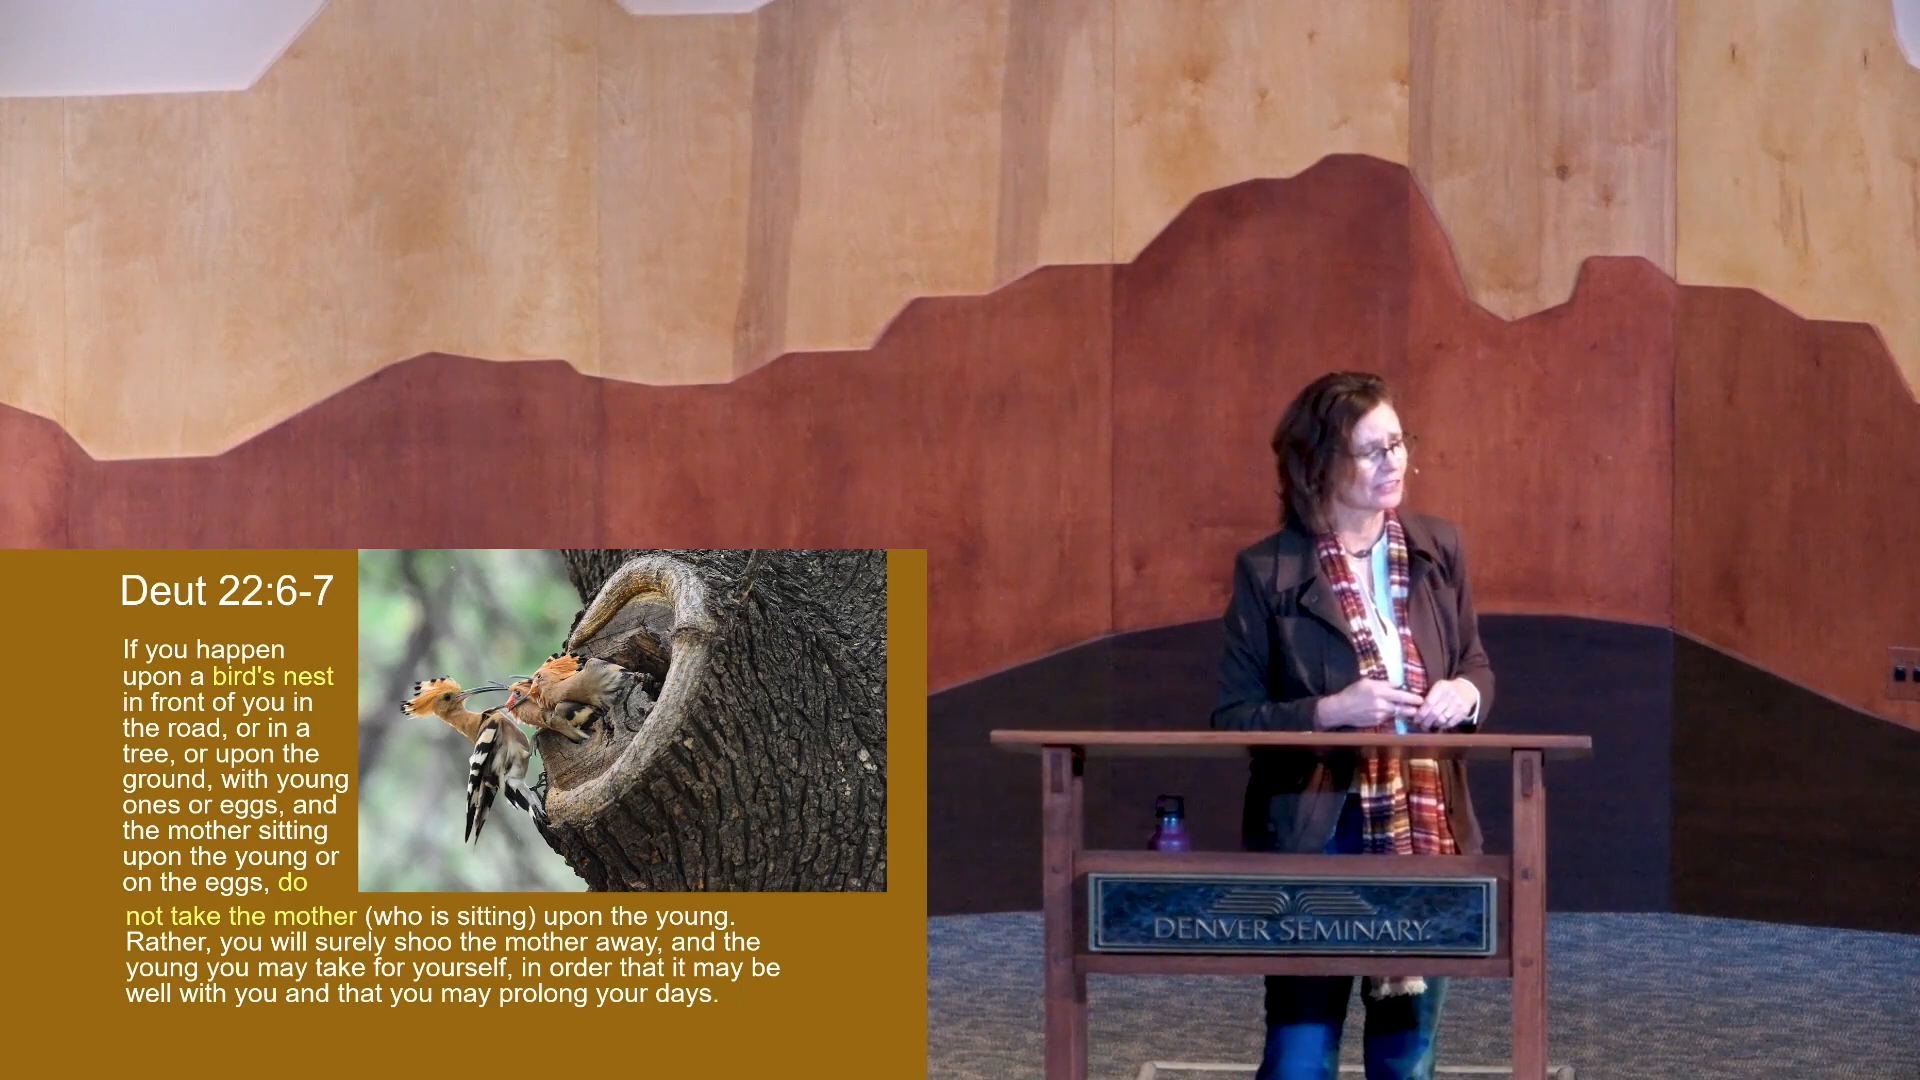 Deut 22:6-7
If you happen
upon a bird's nest
in front of you in
the road, or in a
tree, or upon the
ground, with young
ones or eggs, and
the mother sitting
upon the young or
on the eggs, do
not take the mother (who is sitting) upon the young.
Rather, you will surely shoo the mother away, and the
young you may take for yourself, in order that it may be
well with you and that you may prolong your days.
DENVER SEMINARY.